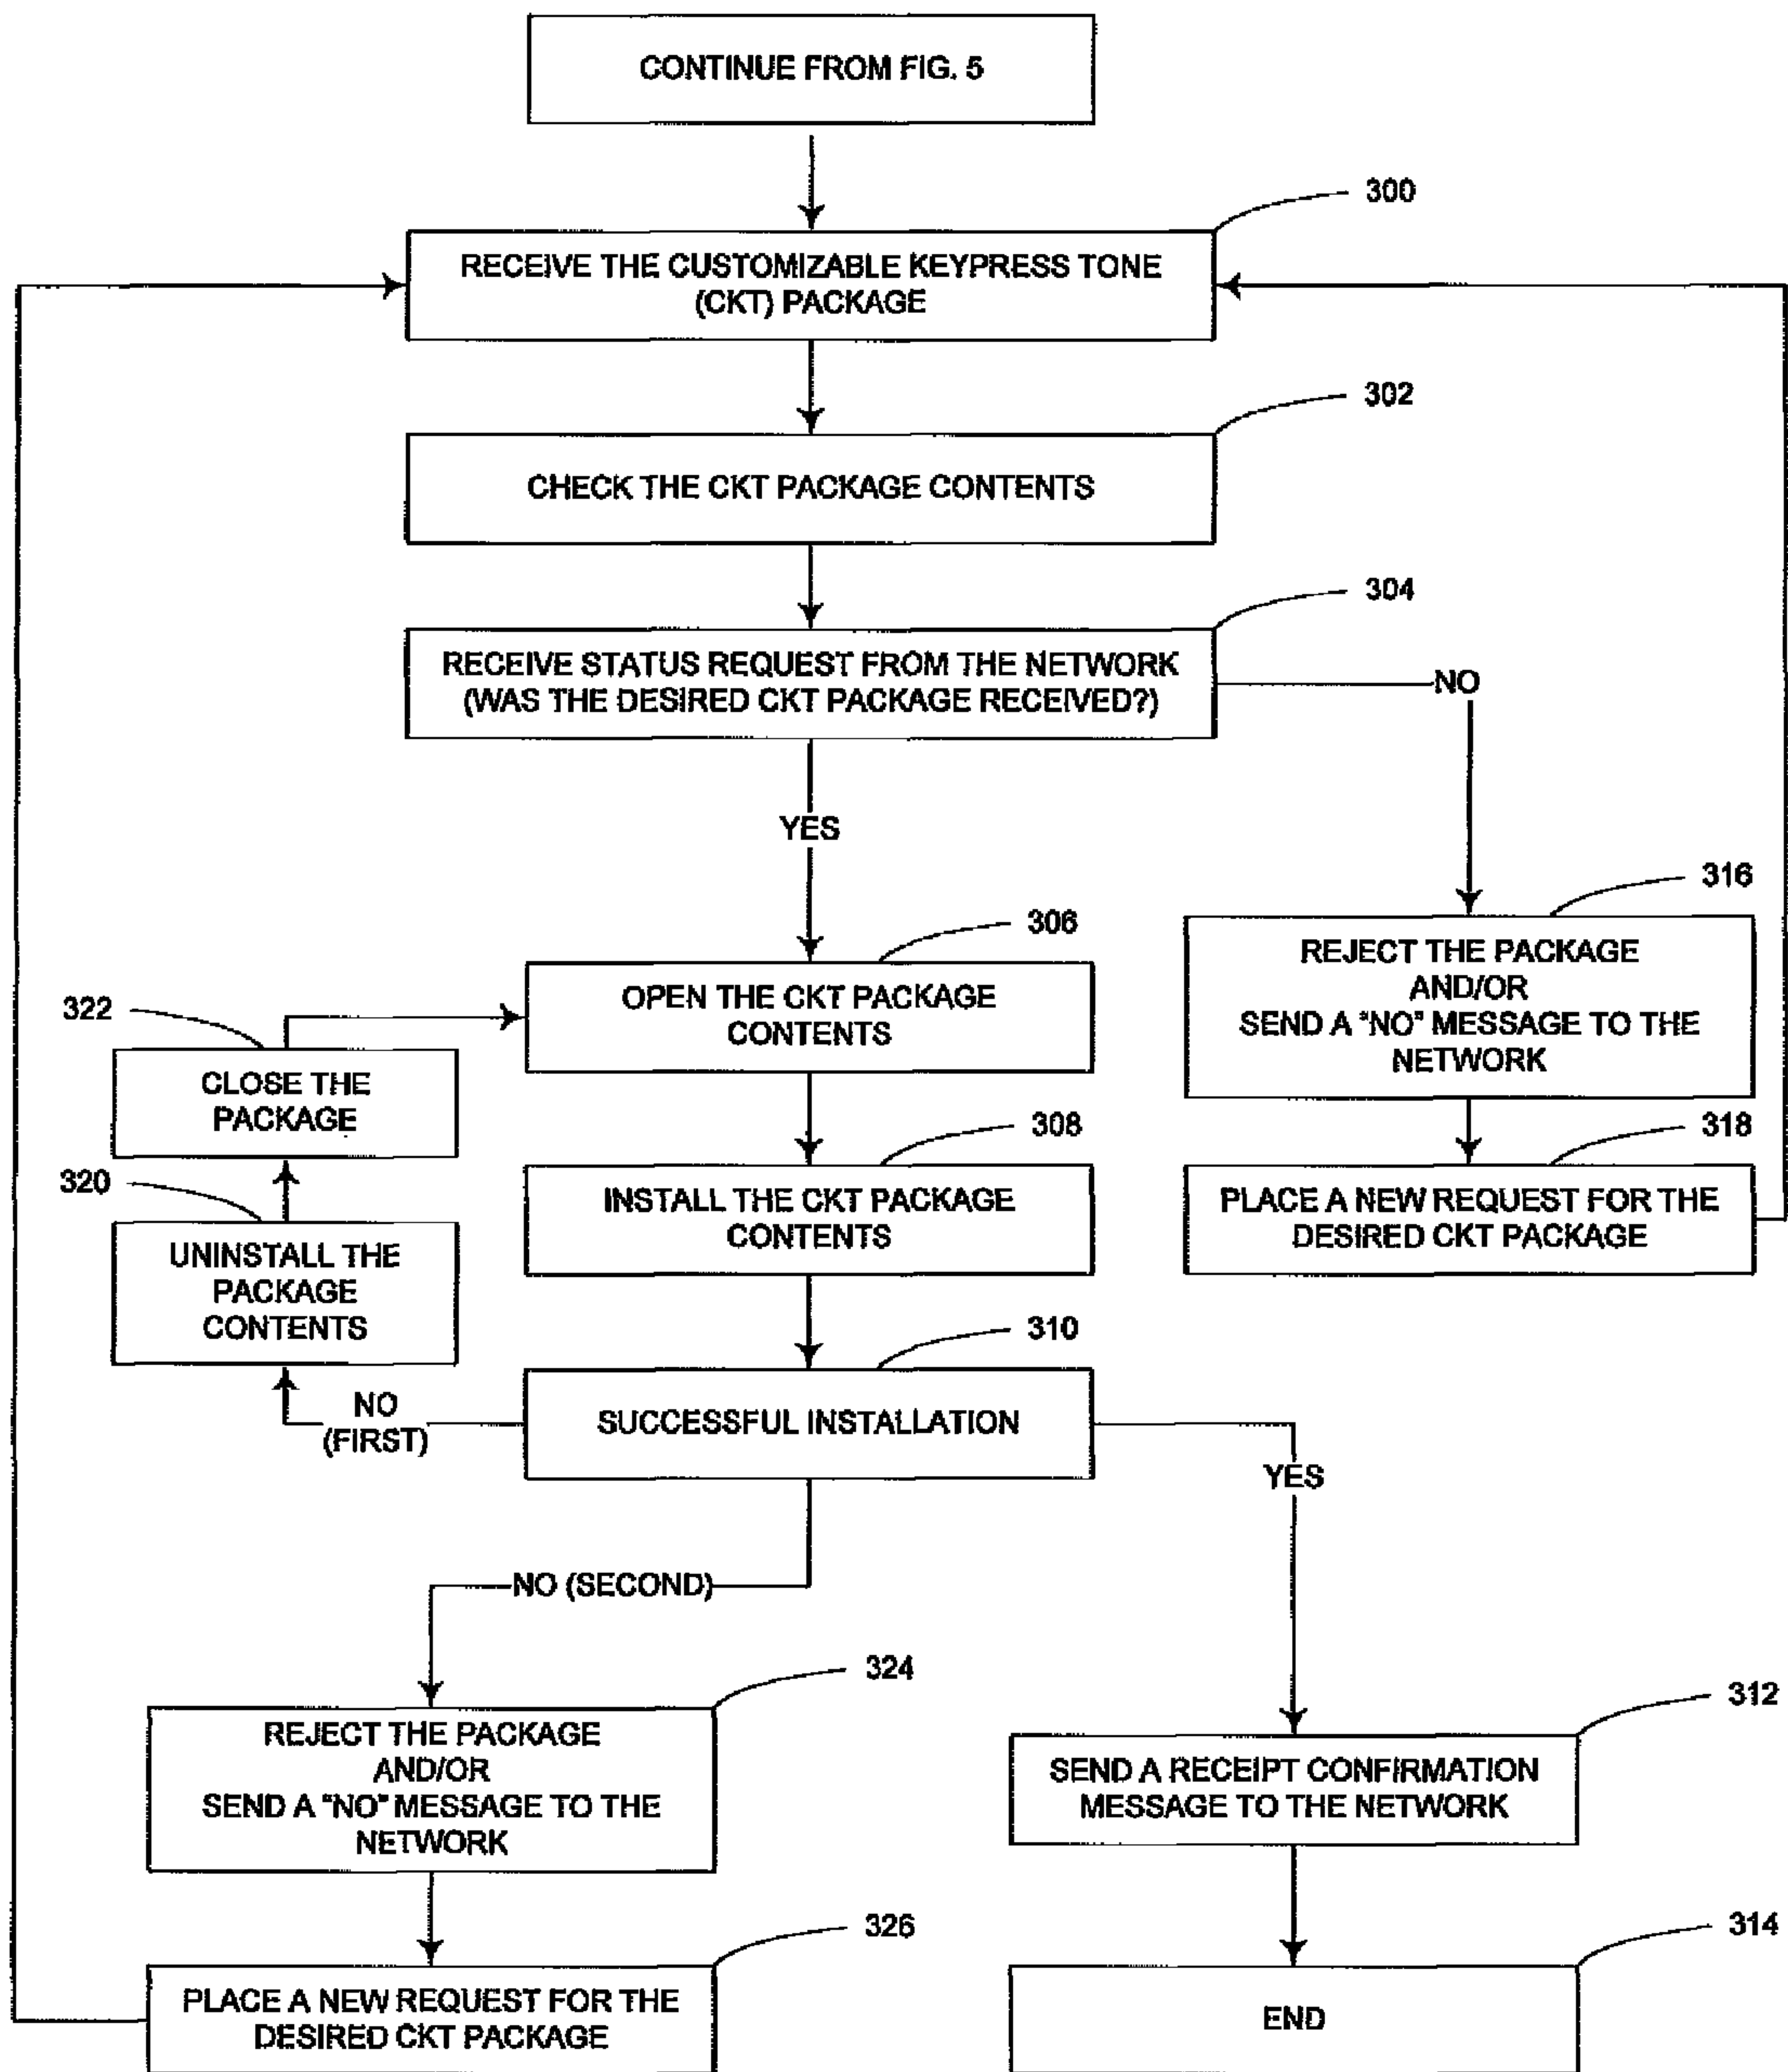 CONTINUE FROM FIG. 5
300
RECEIVE THE CUSTOMIZABLE KEYPRESS TONE
(CKT) PACKAGE
302
CHECK THE CKT PACKAGE CONTENTS
304
RECEIVE STATUS REQUEST FROM THE NETWORK
(WAS THE DESIRED CKT PACKAGE RECEIVED?)
NO
YES
316
REJECT THE PACKAGE
AND/OR
SEND A "NO" MESSAGE TO THE
NETWORK
306
OPEN THE CKT PACKAGE
CONTENTS
322
CLOSE THE
PACKAGE
308
INSTALL THE CKT PACKAGE
CONTENTS
318
PLACE A NEW REQUEST FOR THE
DESIRED CKT PACKAGE
320
UNINSTALL THE
PACKAGE
CONTENTS
310
SUCCESSFUL INSTALLATION
NO
(FIRST)
YES
NO (SECOND)
324
REJECT THE PACKAGE
AND/OR
SEND A "NO" MESSAGE TO THE
NETWORK
312
SEND A RECEIPT CONFIRMATION
MESSAGE TO THE NETWORK
326
PLACE A NEW REQUEST FOR THE
DESIRED CKT PACKAGE
314
END